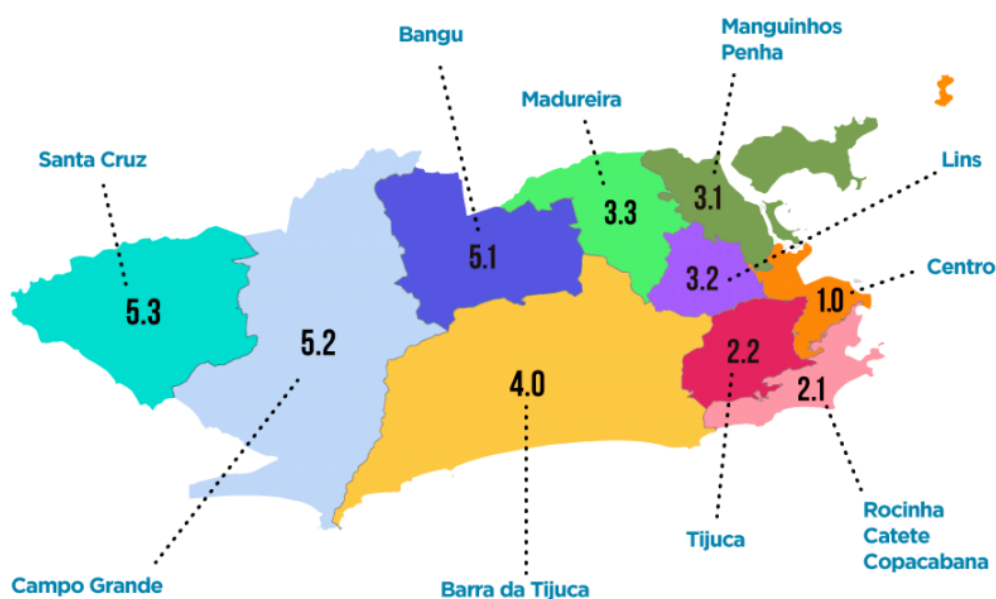 Manguinhos
Penha
Bangu
Madureira
Santa Cruz
Lins
3.1
3.3
5.1
3.2
Centro
1.0
5.3
5.2
2.2
4.0
2.1
Rocinha
Catete
Copacabana
Tijuca
Campo Grande
Barra da Tijuca